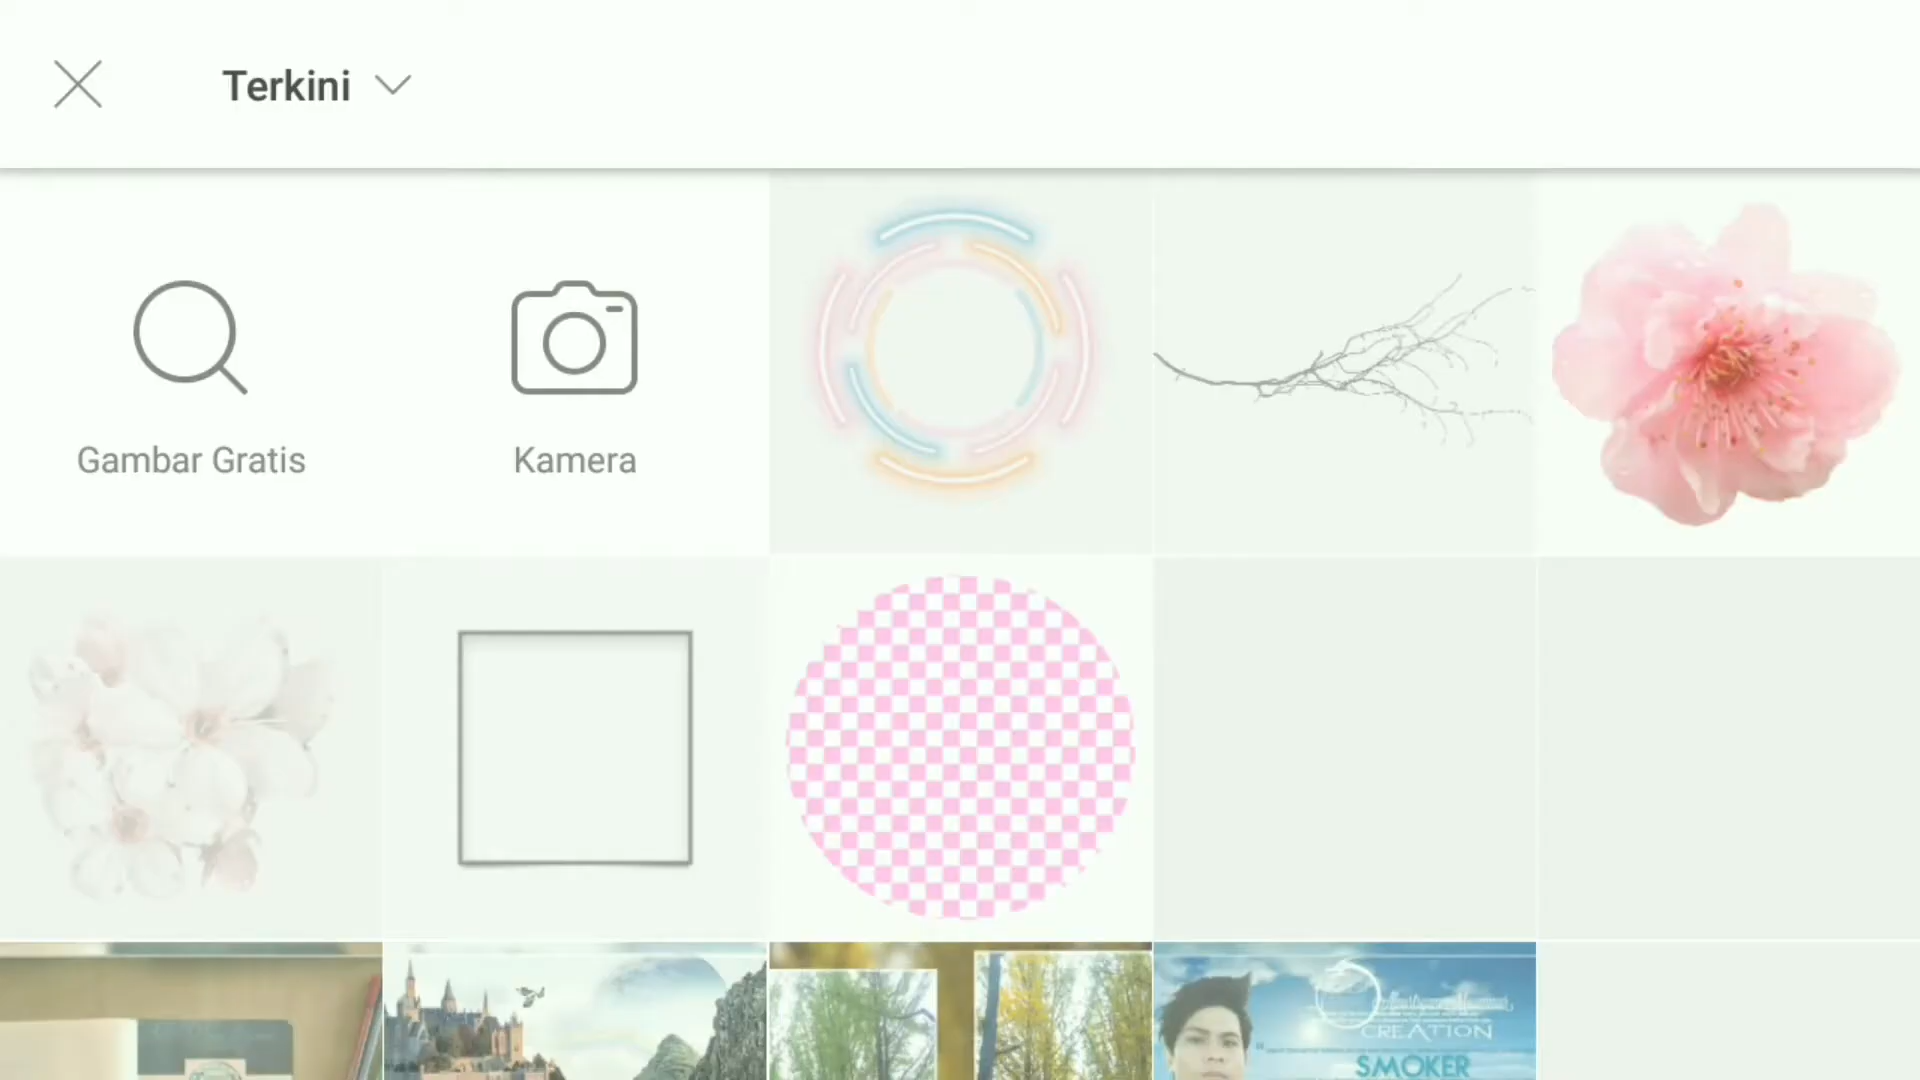 Terkini
Gambar Gratis
Kamera
CREATION
SMOKER